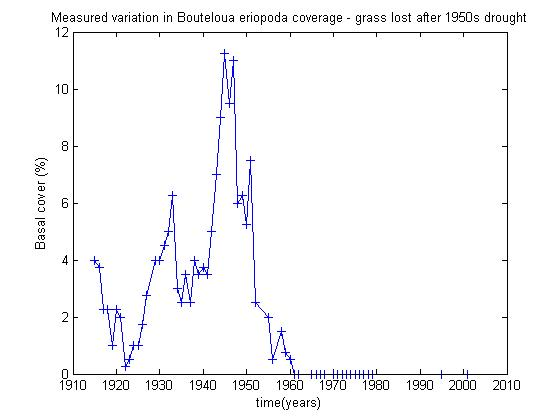 Measured variation in Bouteloua eriopoda coverage - grass lost after 1950s drought
12
10
8
6
4
2
0
Basal cover (%)
1910 1920 1930 1940 1950 1960 1970 1980 1990 2000 2010
time(years)